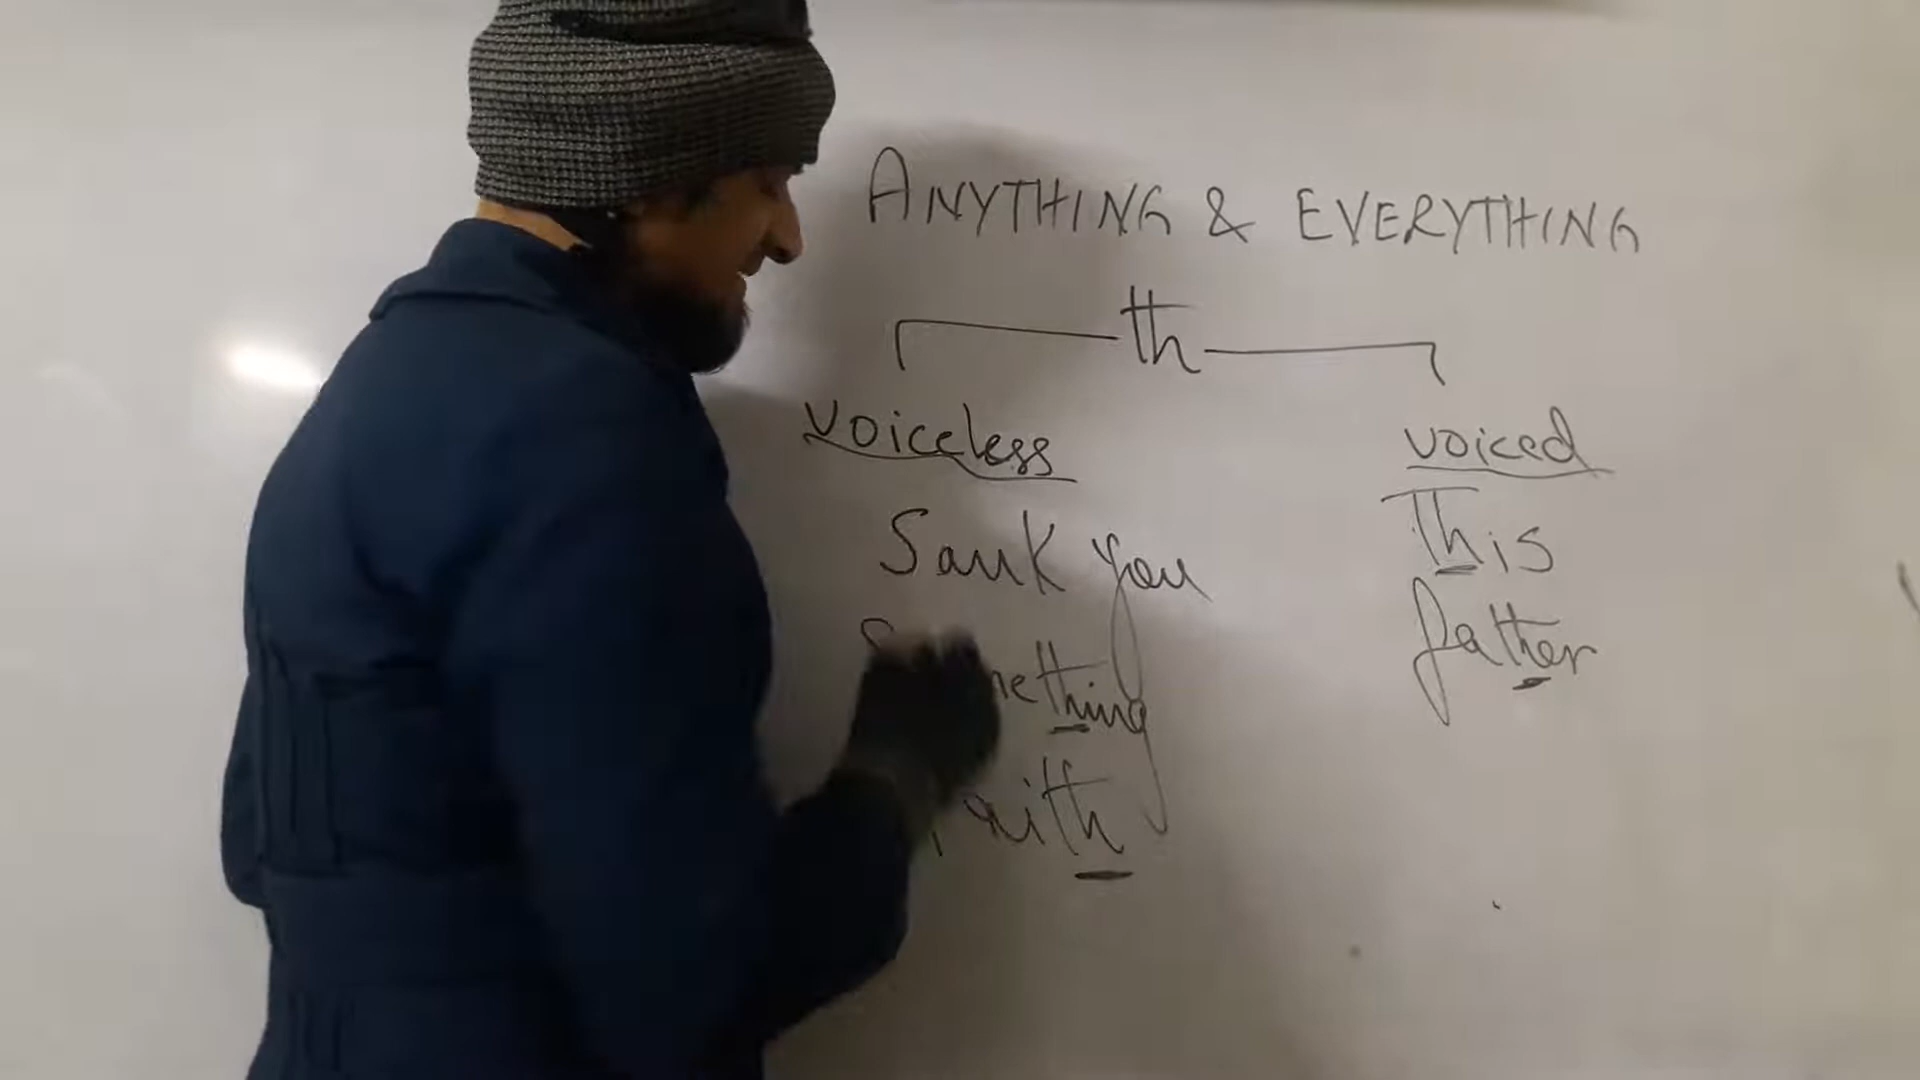 ANYTHING & EVERYTHING
th
voiceless voiced
Sank you This
father